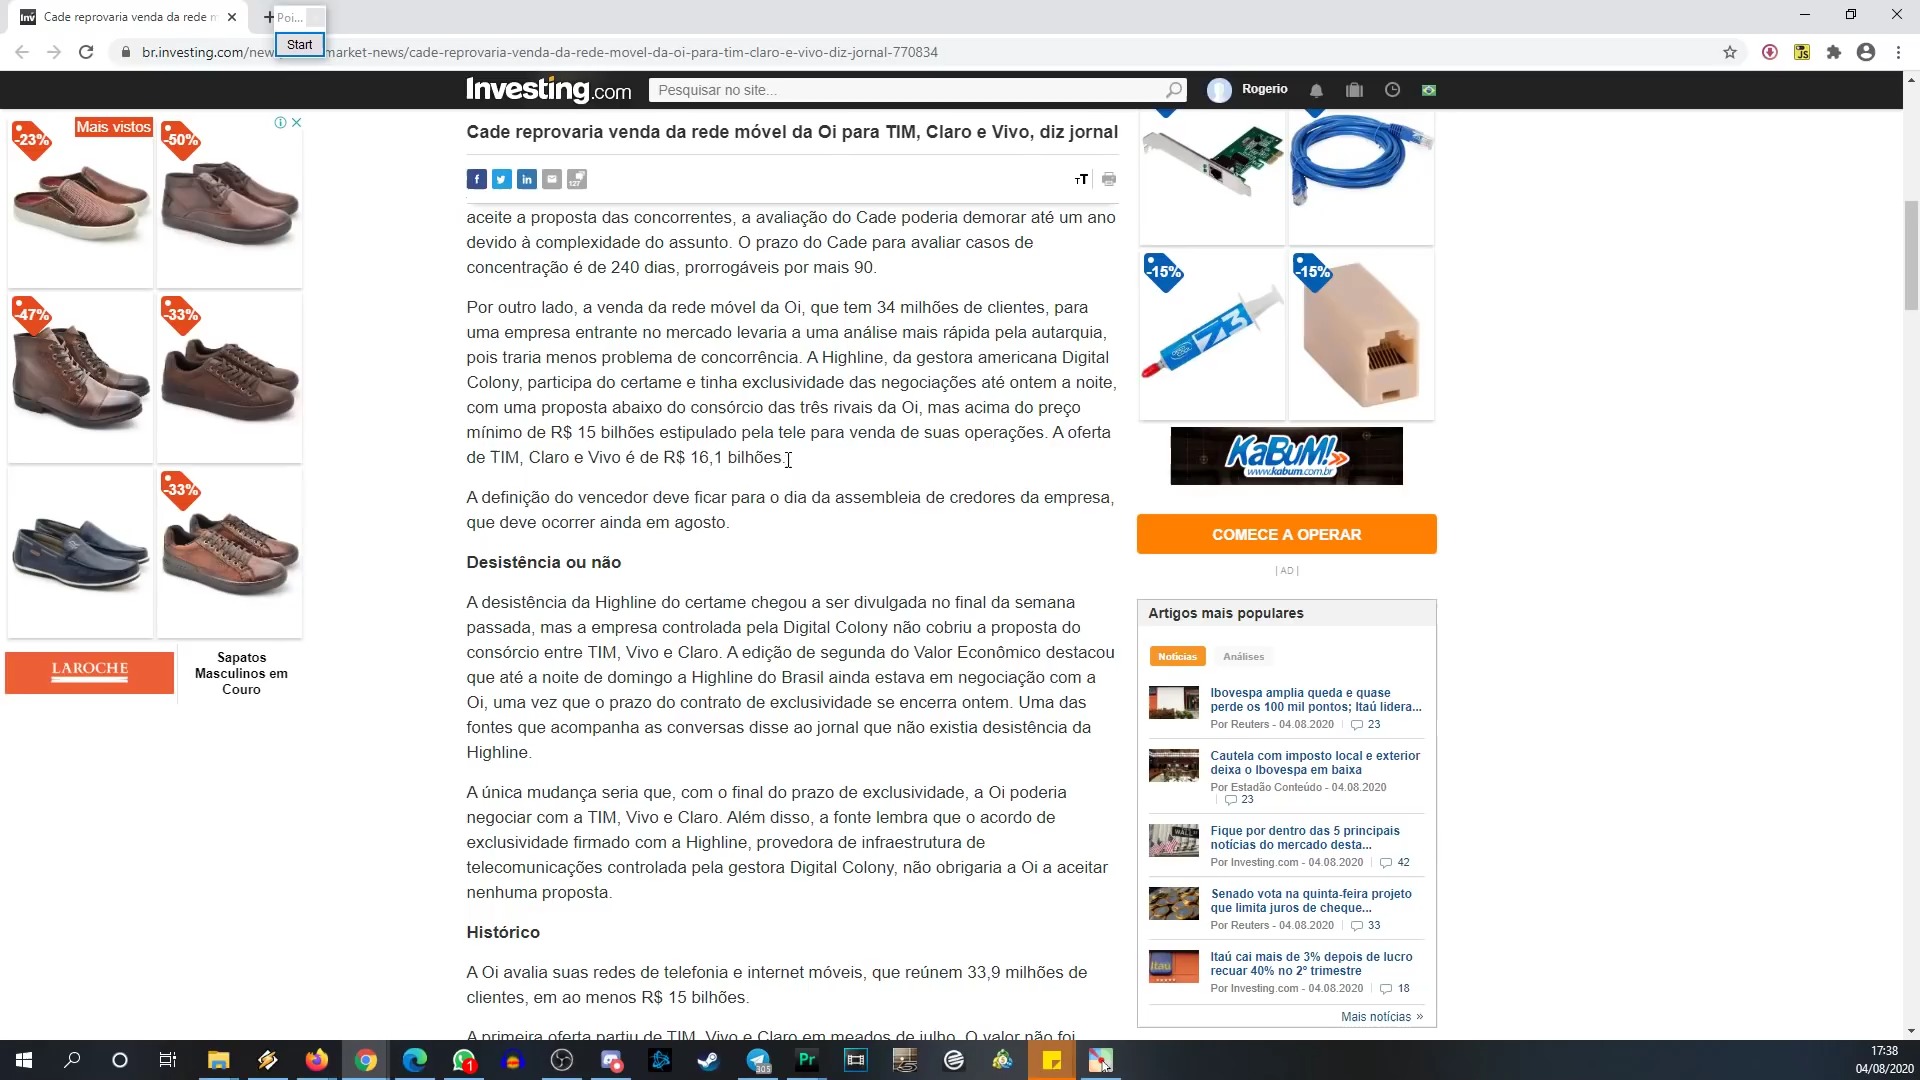 Cade reprovaria venda da rede m
Poi...
Start
br.investing.com/new
market-news/cade-reprovaria-venda-da-rede-movel-da-oi-para-tim-claro-e-vivo-diz-jornal-770834
Investing.com
Pesquisar no site...
Rogerio
Mais vistos
-23%
-50%
-47%
-33%
-33%
LAROCHE
Sapatos
Masculinos em
Couro
Cade reprovaria venda da rede móvel da Oi para TIM, Claro e Vivo, diz jornal
127
TT
aceite a proposta das concorrentes, a avaliação do Cade poderia demorar até um ano
devido à complexidade do assunto. O prazo do Cade para avaliar casos de
concentração é de 240 dias, prorrogáveis por mais 90.
Por outro lado, a venda da rede móvel da Oi, que tem 34 milhões de clientes, para
uma empresa entrante no mercado levaria a uma análise mais rápida pela autarquia,
pois traria menos problema de concorrência. A Highline, da gestora americana Digital
Colony, participa do certame e tinha exclusividade das negociações até ontem a noite,
com uma proposta abaixo do consórcio das três rivais da Oi, mas acima do preço
mínimo de R$ 15 bilhões estipulado pela tele para venda de suas operações. A oferta
de TIM, Claro e Vivo é de R$ 16,1 bilhões.
A definição do vencedor deve ficar para o dia da assembleia de credores da empresa,
que deve ocorrer ainda em agosto.
Desistência ou não
A desistência da Highline do certame chegou a ser divulgada no final da semana
passada, mas a empresa controlada pela Digital Colony não cobriu a proposta do
consórcio entre TIM, Vivo e Claro. A edição de segunda do Valor Econômico destacou
que até a noite de domingo a Highline do Brasil ainda estava em negociação com a
Oi, uma vez que o prazo do contrato de exclusividade se encerra ontem. Uma das
fontes que acompanha as conversas disse ao jornal que não existia desistência da
Highline.
A única mudança seria que, com o final do prazo de exclusividade, a Oi poderia
negociar com a TIM, Vivo e Claro. Além disso, a fonte lembra que o acordo de
exclusividade firmado com a Highline, provedora de infraestrutura de
telecomunicações controlada pela gestora Digital Colony, não obrigaria a Oi a aceitar
nenhuma proposta.
Histórico
A Oi avalia suas redes de telefonia e internet móveis, que reúnem 33,9 milhões de
clientes, em ao menos R$ 15 bilhões.
A primeira oferta partiu de TIM, Vivo e Claro em meados de julho. O valor não foi
-15%
-15%
Z3
KaBuM!
www.kabum.com.br
COMECE A OPERAR
| AD |
Artigos mais populares
Notícias
Análises
Ibovespa amplia queda e quase
perde os 100 mil pontos; Itaú lidera...
Por Reuters - 04.08.2020 | 23
Cautela com imposto local e exterior
deixa o Ibovespa em baixa
Por Estadão Conteúdo - 04.08.2020
| 23
Fique por dentro das 5 principais
notícias do mercado desta...
Por Investing.com - 04.08.2020 | 42
Senado vota na quinta-feira projeto
que limita juros de cheque...
Por Reuters - 04.08.2020 | 33
Itaú cai mais de 3% depois de lucro
recuar 40% no 2º trimestre
Por Investing.com - 04.08.2020 | 18
Mais notícias »
1
305
Pr
17:38
04/08/2020